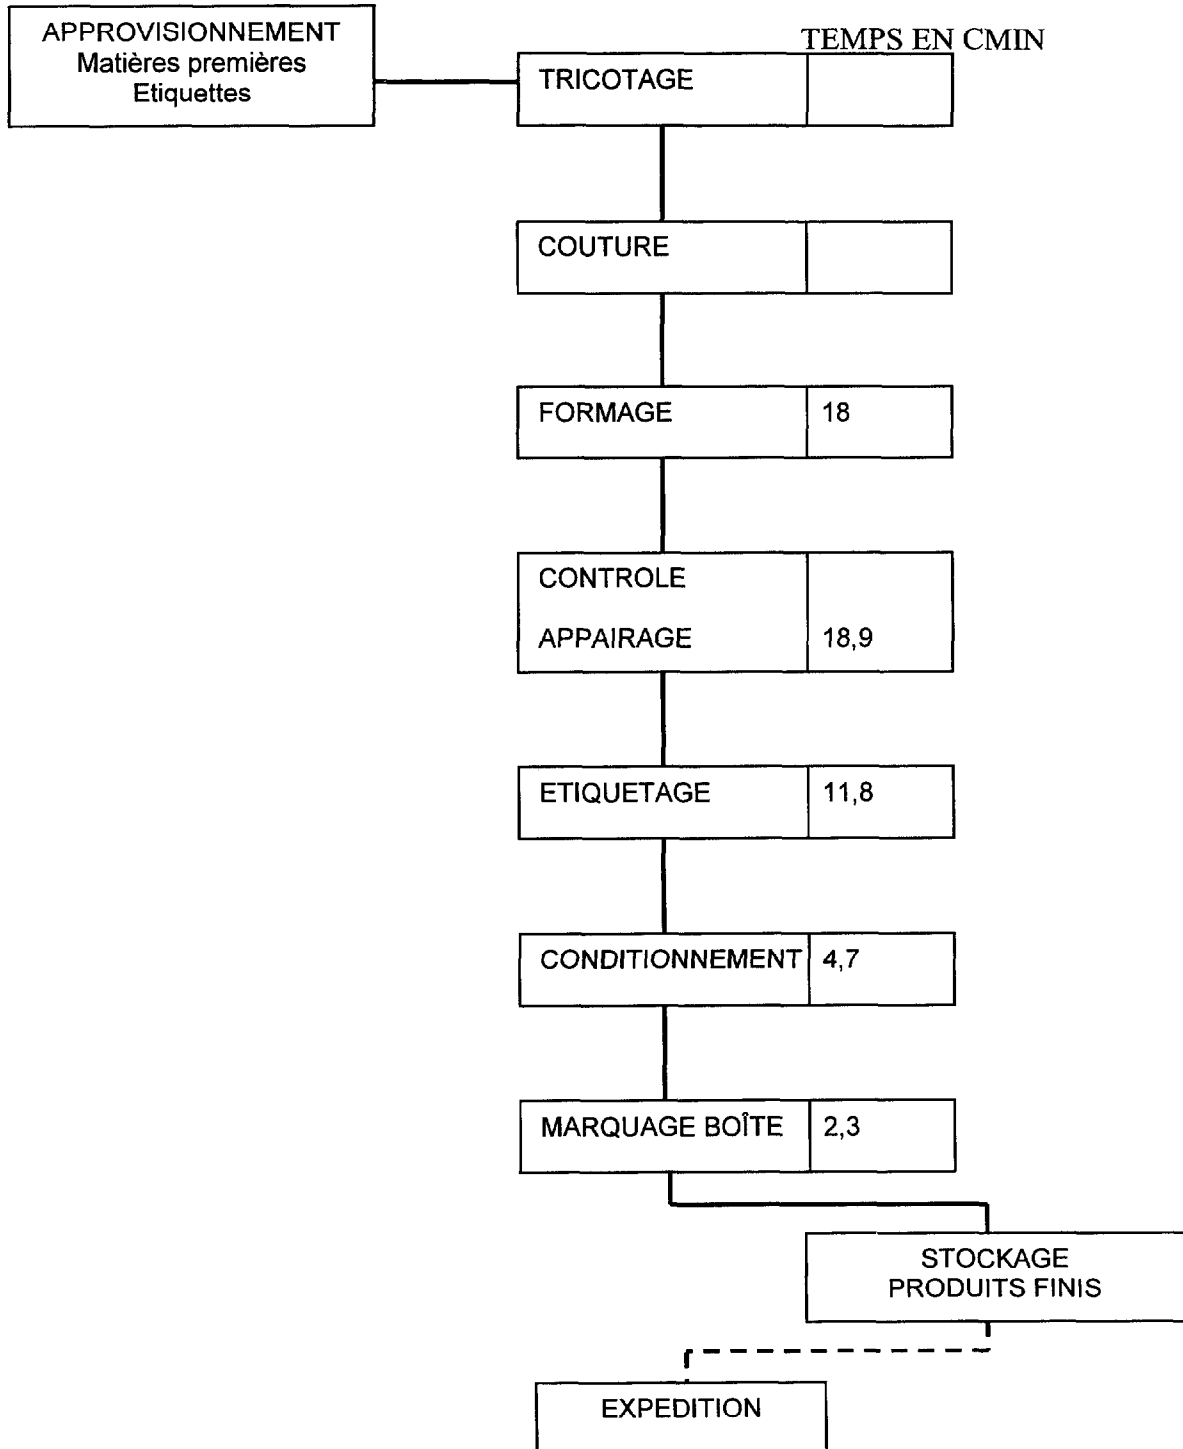 APPROVISIONNEMENT
Matières premières
Etiquettes
TEMPS EN CMIN
TRICOTAGE
COUTURE
FORMAGE 18
CONTROLE
APPAIRAGE 18,9
ETIQUETAGE 11,8
CONDITIONNEMENT 4,7
MARQUAGE BOÎTE 2,3
STOCKAGE
PRODUITS FINIS
EXPEDITION